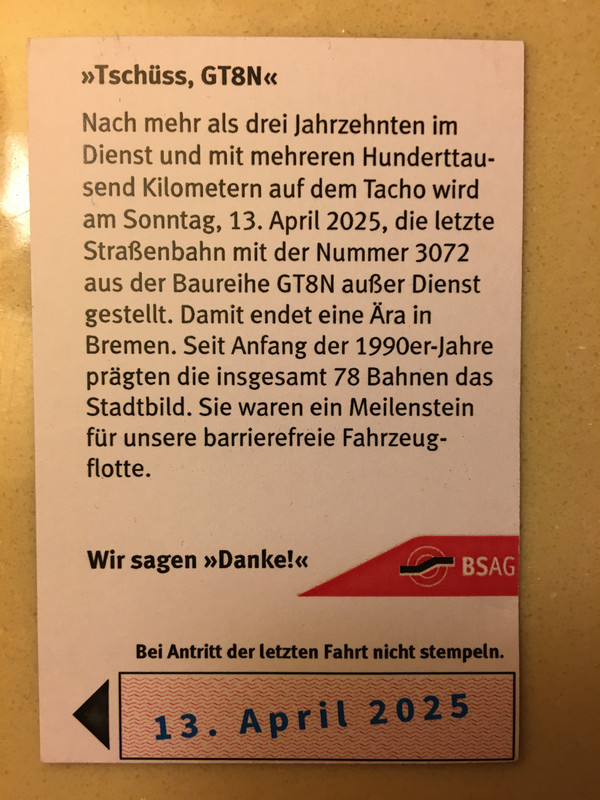 »Tschüss, GT8N«
Nach mehr als drei Jahrzehnten im
Dienst und mit mehreren Hunderttau-
send Kilometern auf dem Tacho wird
am Sonntag, 13. April 2025, die letzte
Straßenbahn mit der Nummer 3072
aus der Baureihe GT8N außer Dienst
gestellt. Damit endet eine Ära in
Bremen. Seit Anfang der 1990er-Jahre
prägten die insgesamt 78 Bahnen das
Stadtbild. Sie waren ein Meilenstein
für unsere barrierefreie Fahrzeug-
flotte.
Wir sagen »Danke!«
BSAG
Bei Antritt der letzten Fahrt nicht stempeln.
13. April 2025